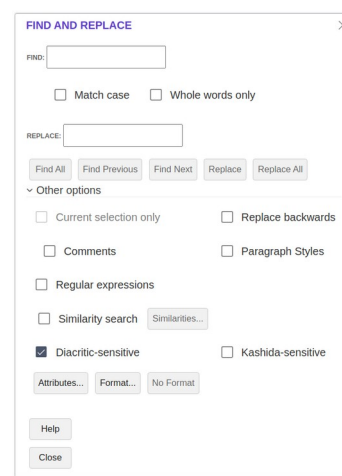 FIND AND REPLACE
FIND:
Match case Whole words only
REPLACE:
Find All Find Previous Find Next Replace Replace All
Other options
Current selection only Replace backwards
Comments Paragraph Styles
Regular expressions
Similarity search Similarities...
Diacritic-sensitive Kashida-sensitive
Attributes... Format... No Format
Help
Close